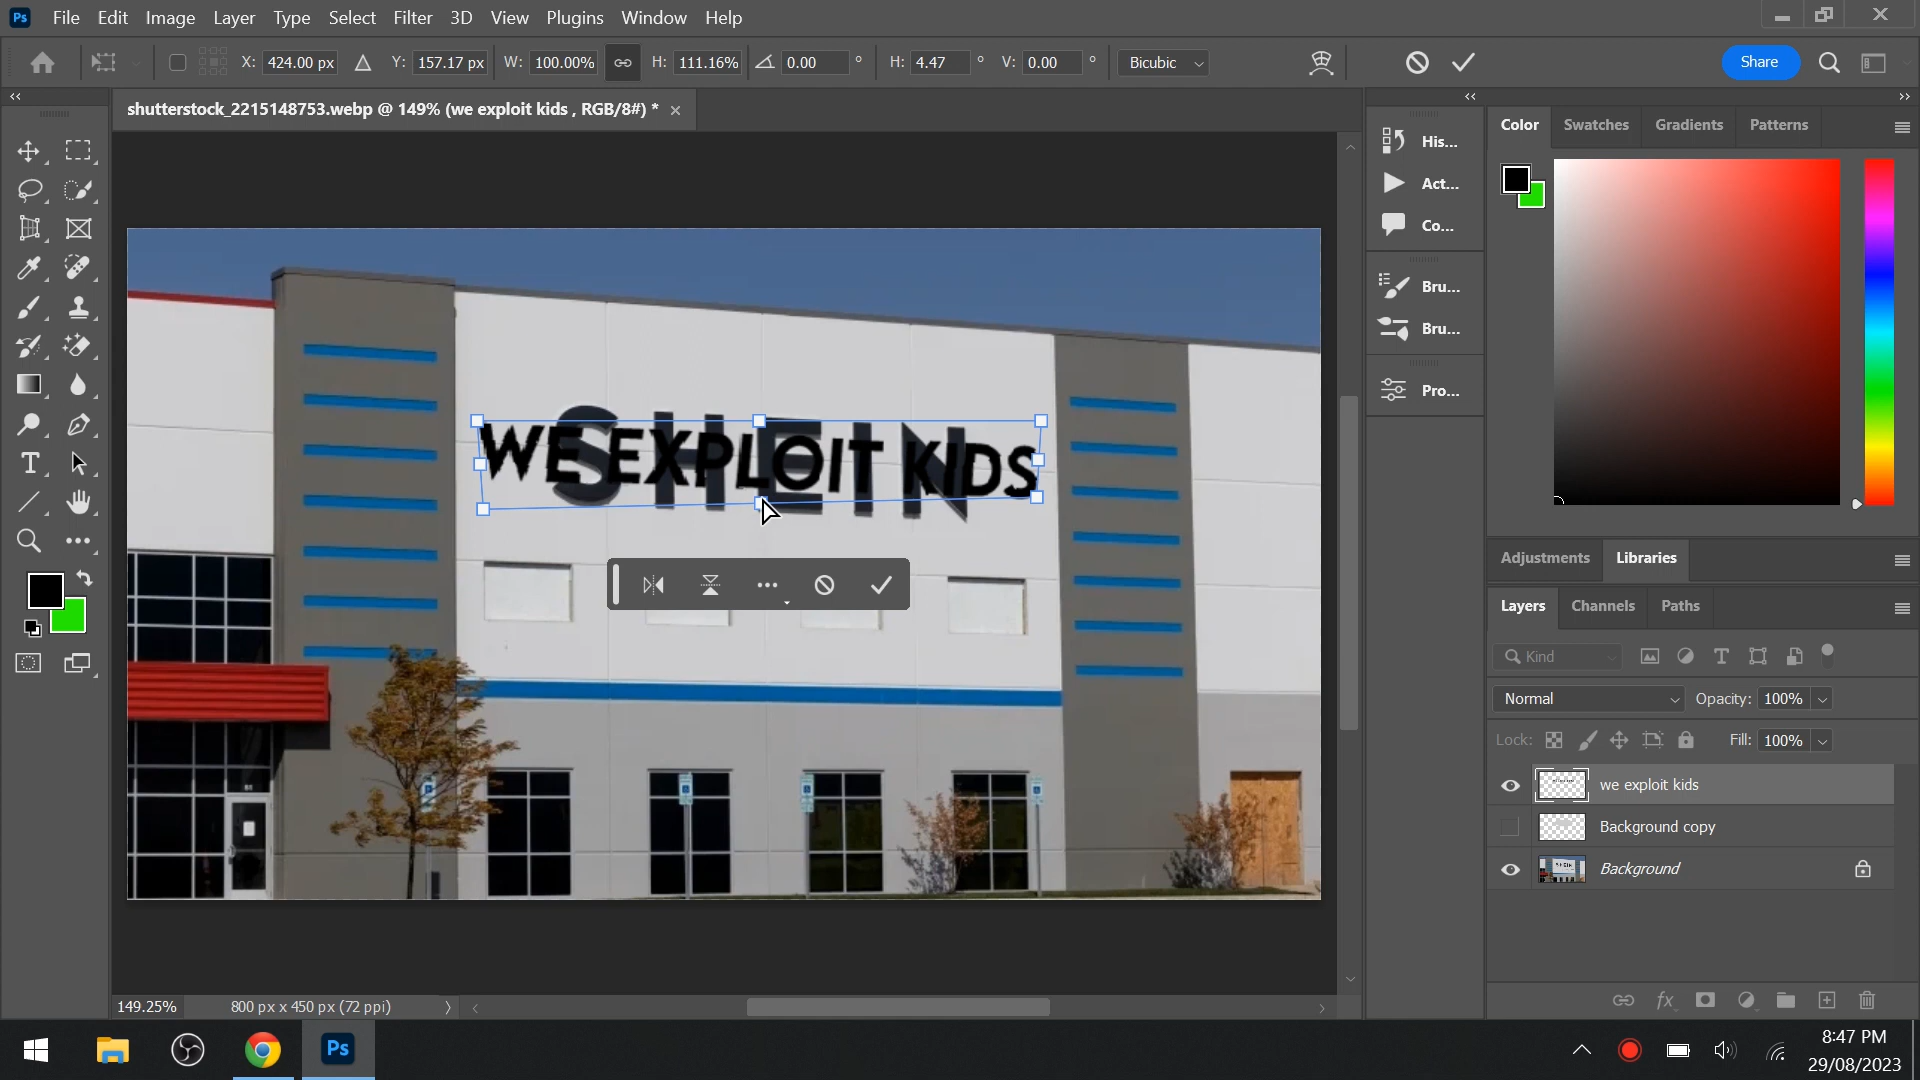 Ps File Edit Image Layer Type Select Filter 3D View Plugins Window Help
X: 424.00 px Y: 157.17 px W: 100.00% H: 111.16% 0.00 ° H: 4.47 ° V: 0.00 ° Bicubic Share
shutterstock_2215148753.webp @ 149% (we exploit kids , RGB/8#) *
His...
Act...
Co...
Bru...
Bru...
Pro...
Color Swatches Gradients Patterns
SHEIN
WE EXPLOIT KIDS
Adjustments Libraries
Layers Channels Paths
Kind
Normal Opacity: 100%
Lock: Fill: 100%
we exploit kids
Background copy
Background
149.25% 800 px x 450 px (72 ppi)
Ps
8:47 PM
29/08/2023